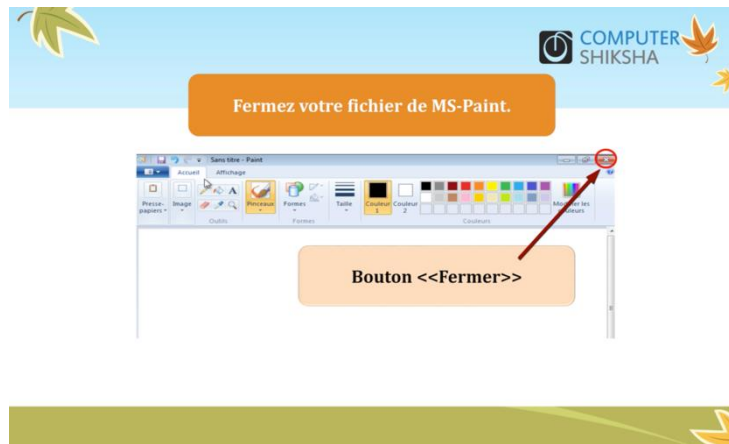 COMPUTER
SHIKSHA
Fermez votre fichier de MS-Paint.
Sans titre - Paint
Accueil Affichage
Presse-papiers
Image
Pinceaux
Formes
Taille
Couleur 1
Couleur 2
Modifier les couleurs
Outils
Formes
Couleurs
Bouton <<Fermer>>